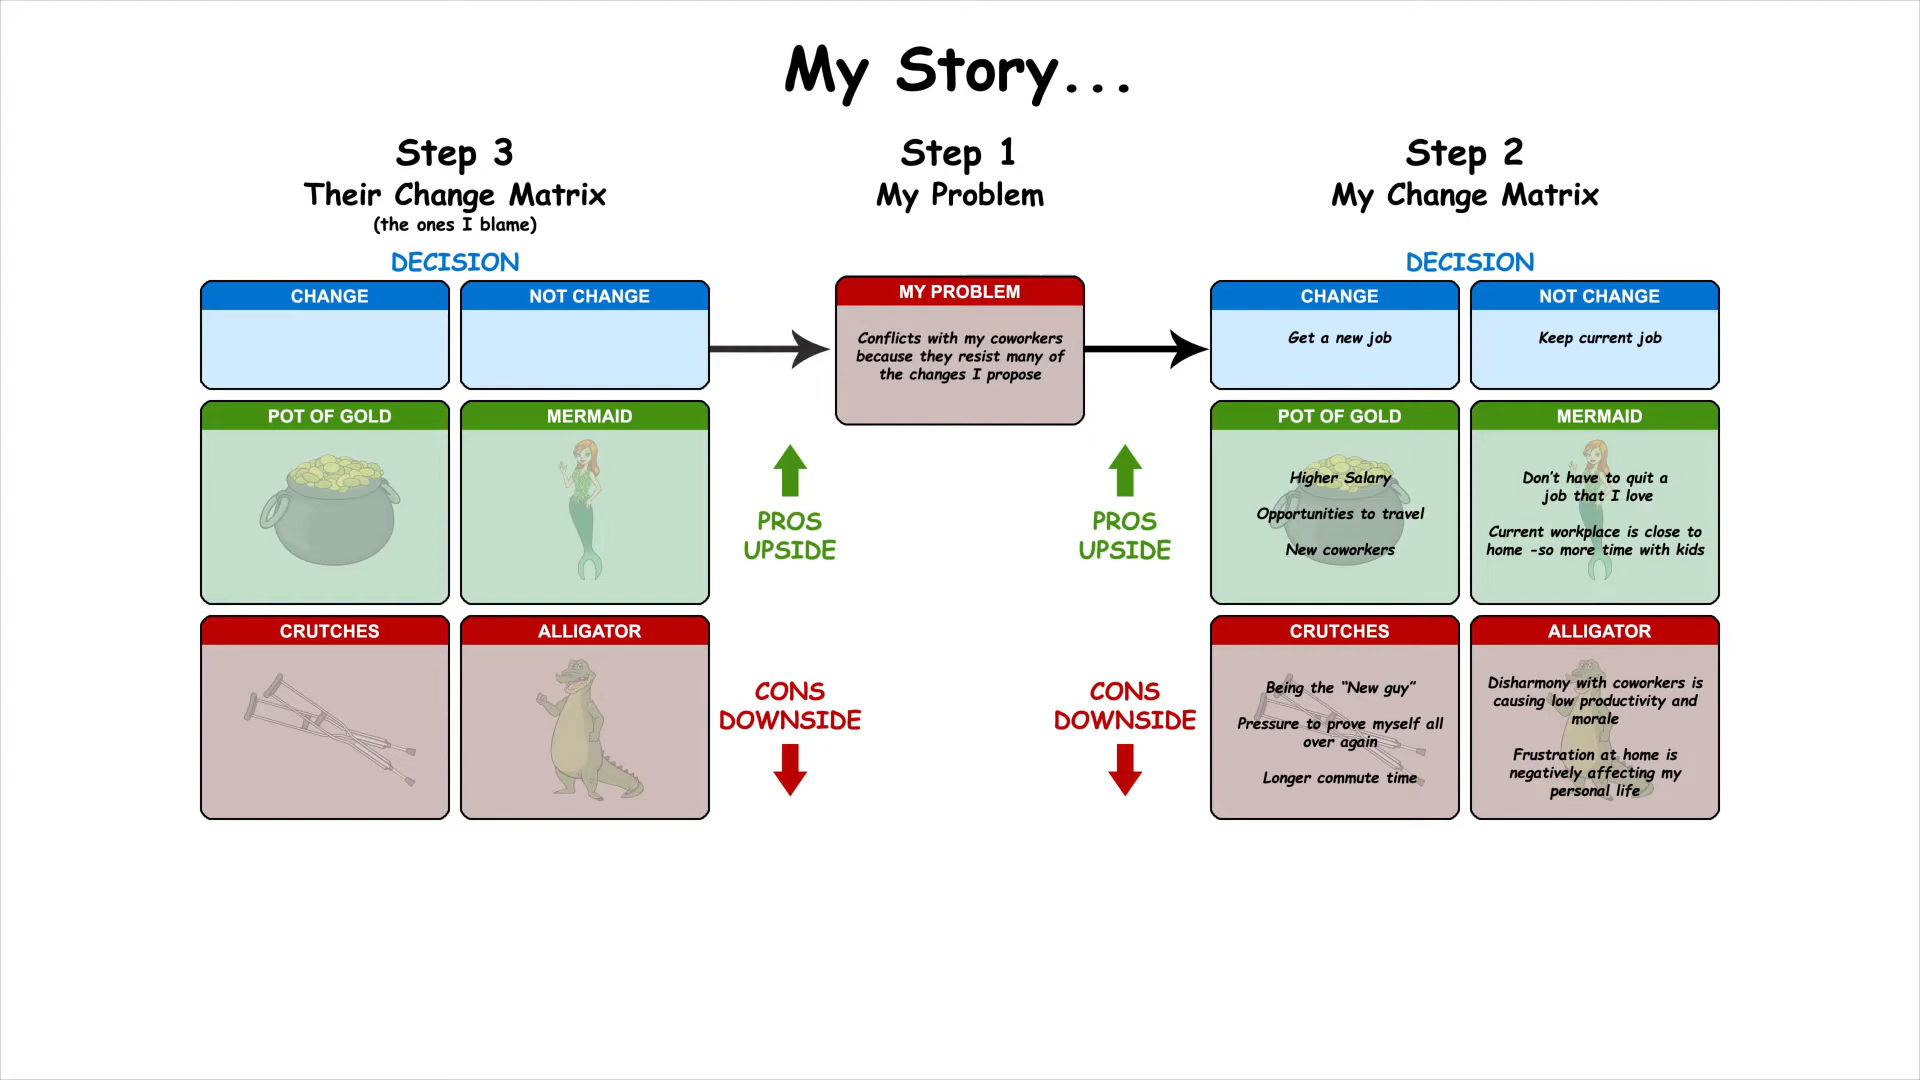 My Story...
Step 3
Their Change Matrix
(the ones I blame)
DECISION
CHANGE
NOT CHANGE
POT OF GOLD
MERMAID
CRUTCHES
ALLIGATOR
PROS
UPSIDE
CONS
DOWNSIDE
Step 1
My Problem
MY PROBLEM
Conflicts with my coworkers
because they resist many of
the changes I propose
PROS
UPSIDE
CONS
DOWNSIDE
Step 2
My Change Matrix
DECISION
CHANGE
Get a new job
NOT CHANGE
Keep current job
POT OF GOLD
Higher Salary
Opportunities to travel
New coworkers
MERMAID
Don't have to quit a
job that I love
Current workplace is close to
home -so more time with kids
CRUTCHES
Being the “New guy”
Pressure to prove myself all
over again
Longer commute time
ALLIGATOR
Disharmony with coworkers is
causing low productivity and
morale
Frustration at home is
negatively affecting my
personal life